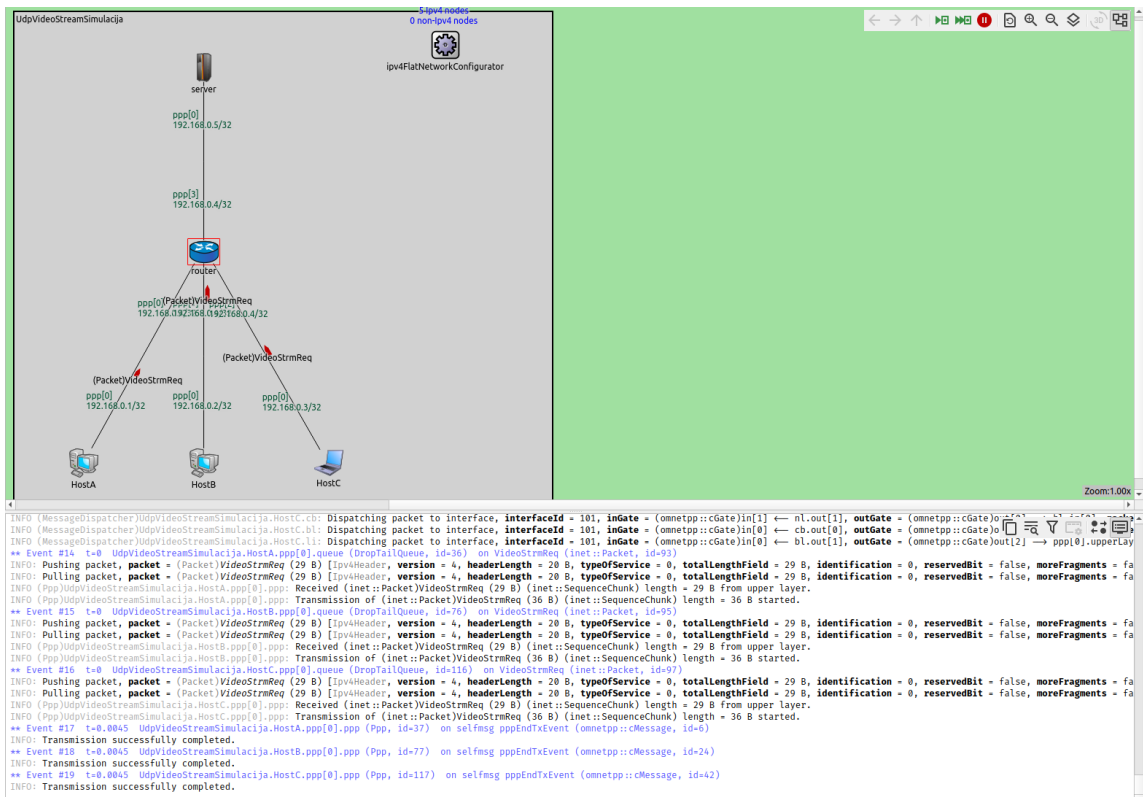 UdpVideoStreamSimulacija
5 Ipv4 nodes
0 non-Ipv4 nodes
ipv4FlatNetworkConfigurator
server
ppp[0]
192.168.0.5/32
ppp[3]
192.168.0.4/32
router
(Packet)VideoStrmReq
ppp[0]
192.168.0.4/32
(Packet)VideoStrmReq
(Packet)VideoStrmReq
ppp[0]
192.168.0.1/32
ppp[0]
192.168.0.2/32
ppp[0]
192.168.0.3/32
HostA
HostB
HostC
3D
Zoom:1.00x
INFO (MessageDispatcher)UdpVideoStreamSimulacija.HostC.cb: Dispatching packet to interface, interfaceId = 101, inGate = (omnetpp::cGate)in[1] ⟵ nl.out[1], outGate =
INFO (MessageDispatcher)UdpVideoStreamSimulacija.HostC.bl: Dispatching packet to interface, interfaceId = 101, inGate = (omnetpp::cGate)in[0] ⟵ cb.out[1], outGate =
INFO (MessageDispatcher)UdpVideoStreamSimulacija.HostC.li: Dispatching packet to interface, interfaceId = 101, inGate = (omnetpp::cGate)in[0] ⟵ bl.out[1], outGate = (omnetpp::cGate)out[2] ⟶ ppp[0].upperLay
** Event #14 t=0 UdpVideoStreamSimulacija.HostA.ppp[0].queue (DropTailQueue, id=36) on VideoStrmReq (inet::Packet, id=93)
INFO: Pushing packet, packet = (Packet)VideoStrmReq (29 B) [Ipv4Header, version = 4, headerLength = 20 B, typeOfService = 0, totalLengthField = 29 B, identification = 0, reservedBit = false, moreFragments = fa
INFO: Pulling packet, packet = (Packet)VideoStrmReq (29 B) [Ipv4Header, version = 4, headerLength = 20 B, typeOfService = 0, totalLengthField = 29 B, identification = 0, reservedBit = false, moreFragments = fa
INFO (Ppp)UdpVideoStreamSimulacija.HostA.ppp[0].ppp: Received (inet::Packet)VideoStrmReq (29 B) (inet::SequenceChunk) length = 29 B from upper layer.
INFO (Ppp)UdpVideoStreamSimulacija.HostA.ppp[0].ppp: Transmission of (inet::Packet)VideoStrmReq (36 B) (inet::SequenceChunk) length = 36 B started.
** Event #15 t=0 UdpVideoStreamSimulacija.HostB.ppp[0].queue (DropTailQueue, id=76) on VideoStrmReq (inet::Packet, id=95)
INFO: Pushing packet, packet = (Packet)VideoStrmReq (29 B) [Ipv4Header, version = 4, headerLength = 20 B, typeOfService = 0, totalLengthField = 29 B, identification = 0, reservedBit = false, moreFragments = fa
INFO: Pulling packet, packet = (Packet)VideoStrmReq (29 B) [Ipv4Header, version = 4, headerLength = 20 B, typeOfService = 0, totalLengthField = 29 B, identification = 0, reservedBit = false, moreFragments = fa
INFO (Ppp)UdpVideoStreamSimulacija.HostB.ppp[0].ppp: Received (inet::Packet)VideoStrmReq (29 B) (inet::SequenceChunk) length = 29 B from upper layer.
INFO (Ppp)UdpVideoStreamSimulacija.HostB.ppp[0].ppp: Transmission of (inet::Packet)VideoStrmReq (36 B) (inet::SequenceChunk) length = 36 B started.
** Event #16 t=0 UdpVideoStreamSimulacija.HostC.ppp[0].queue (DropTailQueue, id=116) on VideoStrmReq (inet::Packet, id=97)
INFO: Pushing packet, packet = (Packet)VideoStrmReq (29 B) [Ipv4Header, version = 4, headerLength = 20 B, typeOfService = 0, totalLengthField = 29 B, identification = 0, reservedBit = false, moreFragments = fa
INFO: Pulling packet, packet = (Packet)VideoStrmReq (29 B) [Ipv4Header, version = 4, headerLength = 20 B, typeOfService = 0, totalLengthField = 29 B, identification = 0, reservedBit = false, moreFragments = fa
INFO (Ppp)UdpVideoStreamSimulacija.HostC.ppp[0].ppp: Received (inet::Packet)VideoStrmReq (29 B) (inet::SequenceChunk) length = 29 B from upper layer.
INFO (Ppp)UdpVideoStreamSimulacija.HostC.ppp[0].ppp: Transmission of (inet::Packet)VideoStrmReq (36 B) (inet::SequenceChunk) length = 36 B started.
** Event #17 t=0.0045 UdpVideoStreamSimulacija.HostA.ppp[0].ppp (Ppp, id=37) on selfmsg pppEndTxEvent (omnetpp::cMessage, id=6)
INFO: Transmission successfully completed.
** Event #18 t=0.0045 UdpVideoStreamSimulacija.HostB.ppp[0].ppp (Ppp, id=77) on selfmsg pppEndTxEvent (omnetpp::cMessage, id=24)
INFO: Transmission successfully completed.
** Event #19 t=0.0045 UdpVideoStreamSimulacija.HostC.ppp[0].ppp (Ppp, id=117) on selfmsg pppEndTxEvent (omnetpp::cMessage, id=42)
INFO: Transmission successfully completed.